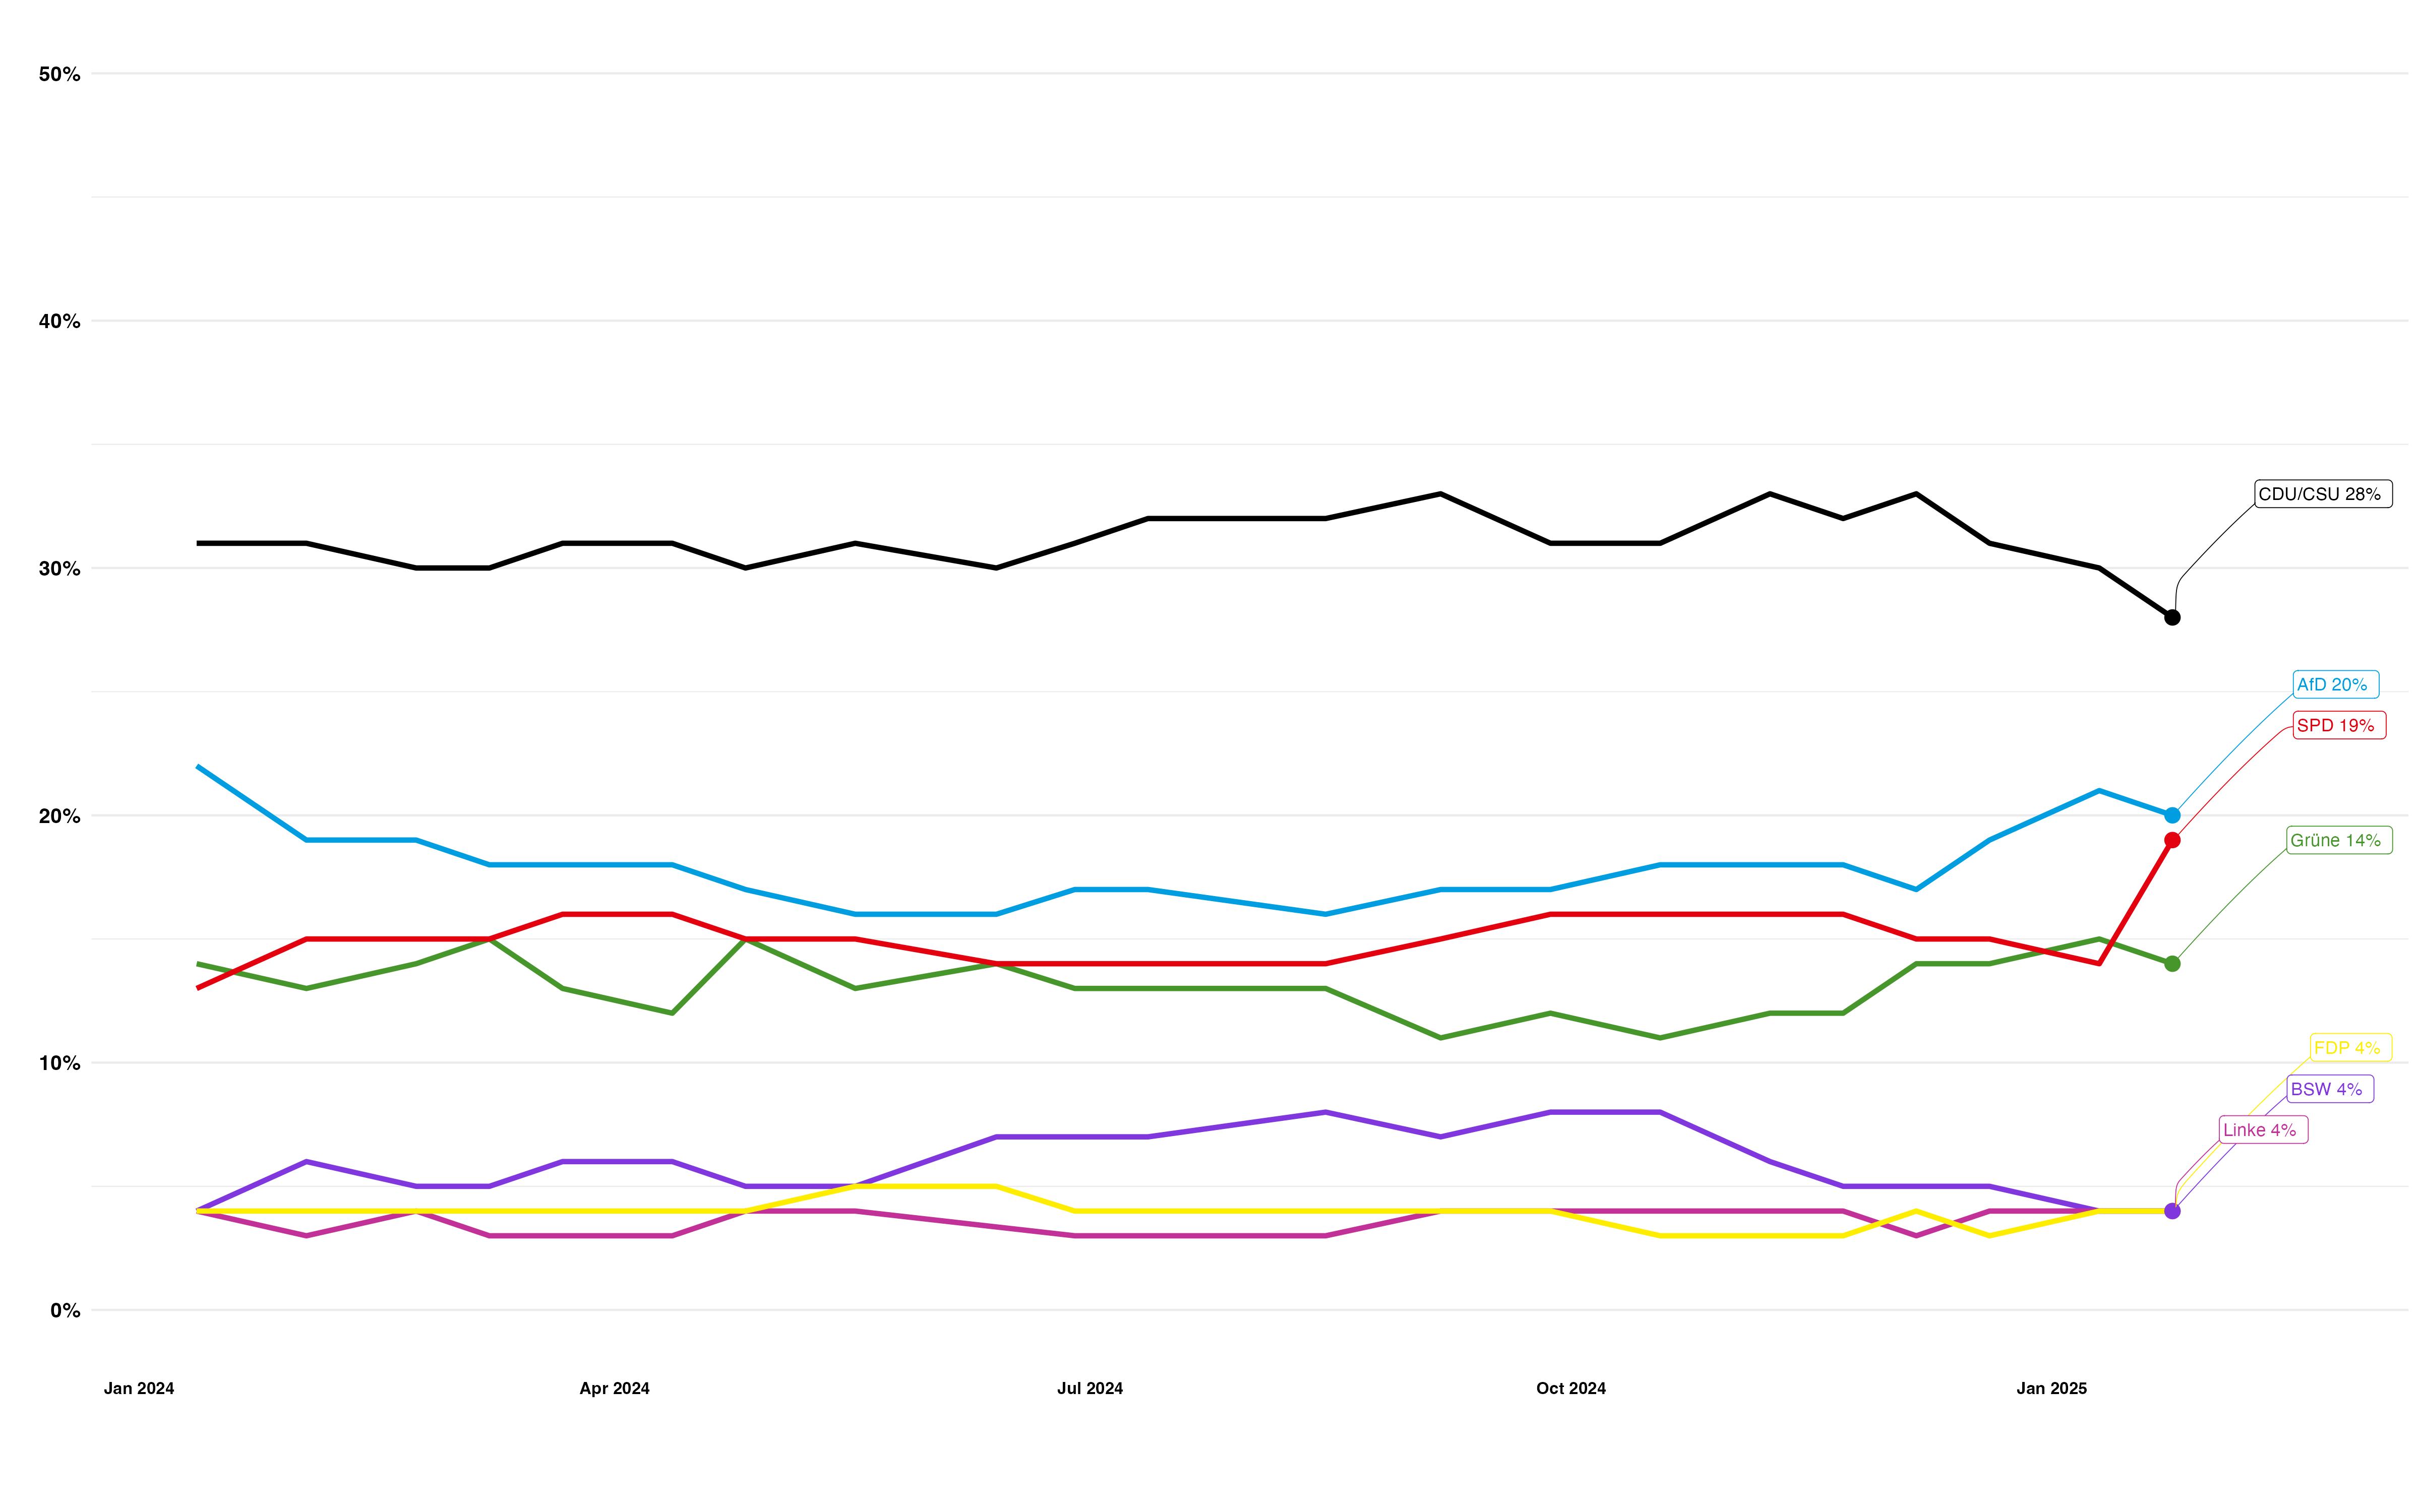 50%
40%
30%
20%
10%
0%
CDU/CSU 28%
AfD 20%
SPD 19%
Grüne 14%
FDP 4%
BSW 4%
Linke 4%
Jan 2024
Apr 2024
Jul 2024
Oct 2024
Jan 2025